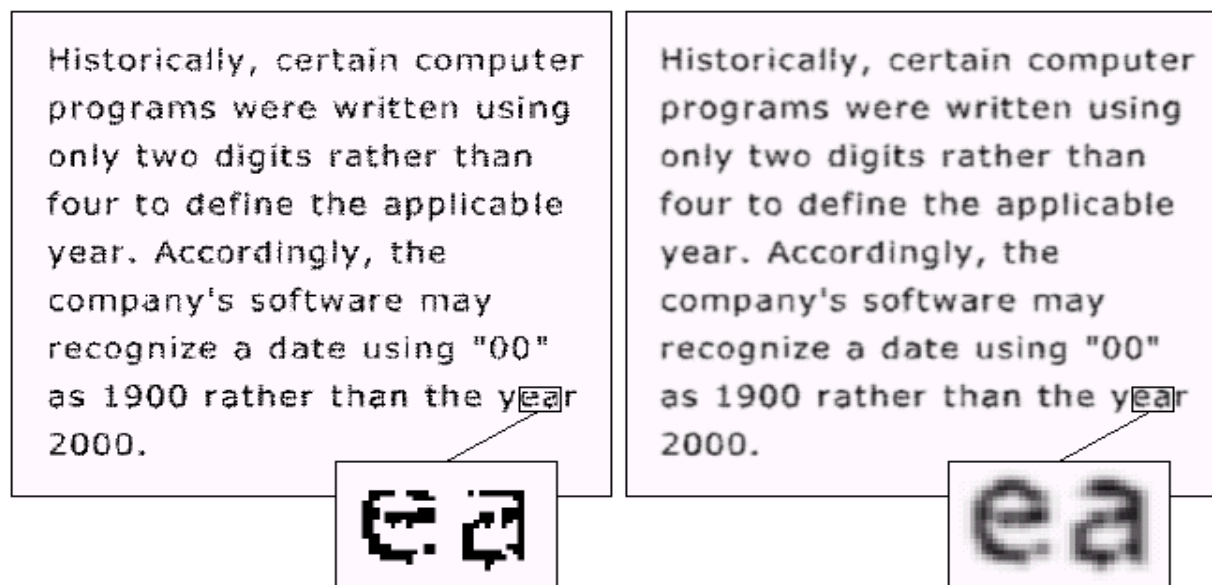 Historically, certain computer
programs were written using
only two digits rather than
four to define the applicable
year. Accordingly, the
company's software may
recognize a date using "00"
as 1900 rather than the year
2000.
ea
Historically, certain computer
programs were written using
only two digits rather than
four to define the applicable
year. Accordingly, the
company's software may
recognize a date using "00"
as 1900 rather than the year
2000.
ea